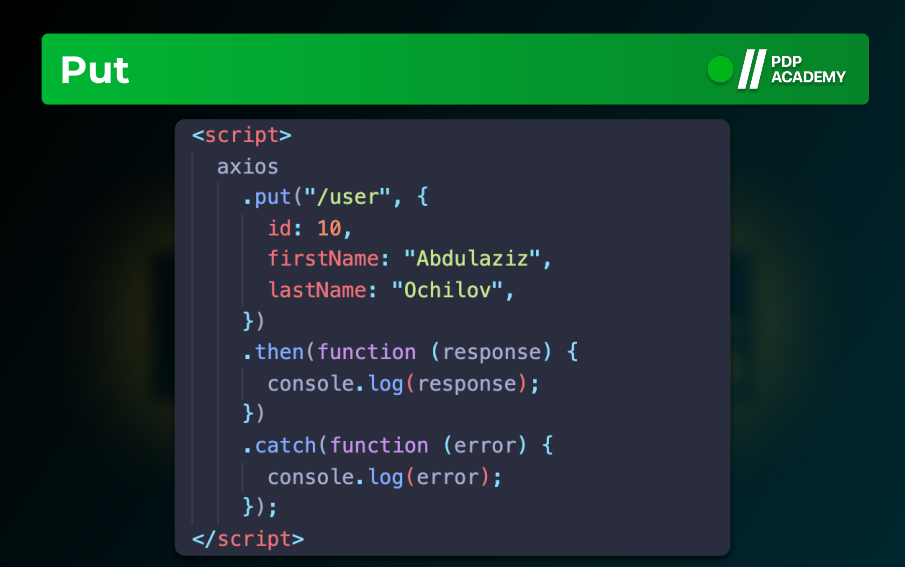 Put
PDP
ACADEMY
<script>
  axios
    .put("/user", {
      id: 10,
      firstName: "Abdulaziz",
      lastName: "Ochilov",
    })
    .then(function (response) {
      console.log(response);
    })
    .catch(function (error) {
      console.log(error);
    });
</script>